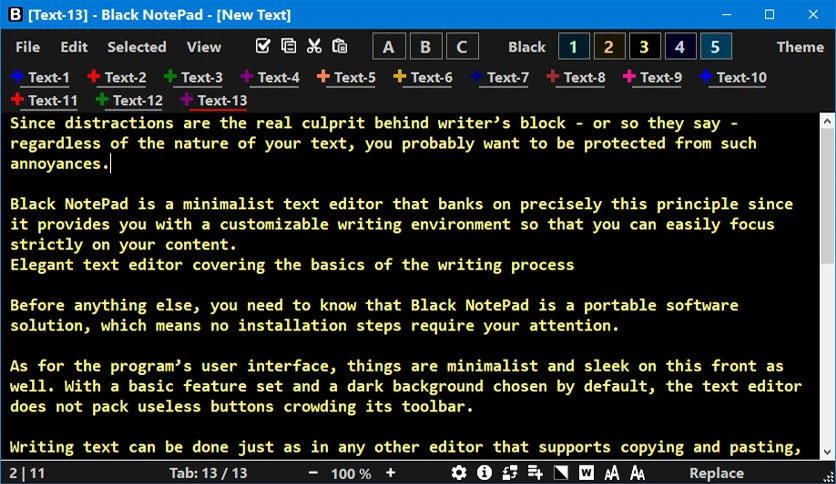 [Text-13] - Black NotePad - [New Text]
File Edit Selected View A B C Black 1 2 3 4 5 Theme
Text-1 Text-2 Text-3 Text-4 Text-5 Text-6 Text-7 Text-8 Text-9 Text-10
Text-11 Text-12 Text-13
Since distractions are the real culprit behind writer’s block - or so they say -
regardless of the nature of your text, you probably want to be protected from such
annoyances.
Black NotePad is a minimalist text editor that banks on precisely this principle since
it provides you with a customizable writing environment so that you can easily focus
strictly on your content.
Elegant text editor covering the basics of the writing process
Before anything else, you need to know that Black NotePad is a portable software
solution, which means no installation steps require your attention.
As for the program’s user interface, things are minimalist and sleek on this front as
well. With a basic feature set and a dark background chosen by default, the text editor
does not pack useless buttons crowding its toolbar.
Writing text can be done just as in any other editor that supports copying and pasting,
2 | 11 Tab: 13 / 13 − 100 % + Replace